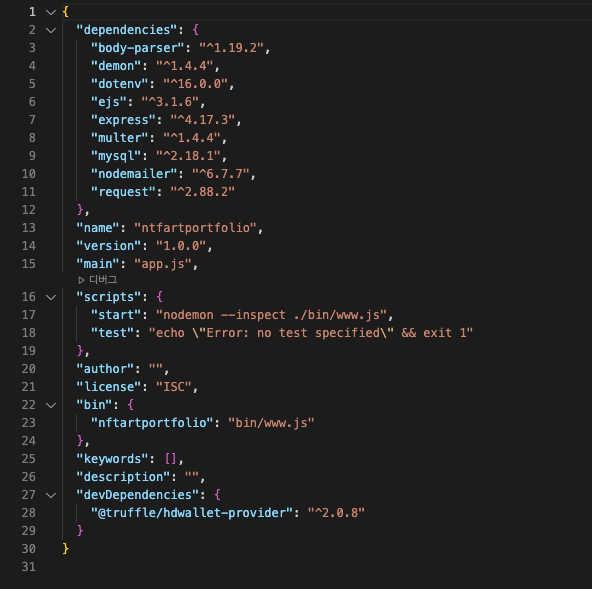 1 {
2 "dependencies": {
3 "body-parser": "^1.19.2",
4 "demon": "^1.4.4",
5 "dotenv": "^16.0.0",
6 "ejs": "^3.1.6",
7 "express": "^4.17.3",
8 "multer": "^1.4.4",
9 "mysql": "^2.18.1",
10 "nodemailer": "^6.7.7",
11 "request": "^2.88.2"
12 },
13 "name": "ntfartportfolio",
14 "version": "1.0.0",
15 "main": "app.js",
디버그
16 "scripts": {
17 "start": "nodemon --inspect ./bin/www.js",
18 "test": "echo \"Error: no test specified\" && exit 1"
19 },
20 "author": "",
21 "license": "ISC",
22 "bin": {
23 "nftartportfolio": "bin/www.js"
24 },
25 "keywords": [],
26 "description": "",
27 "devDependencies": {
28 "@truffle/hdwallet-provider": "^2.0.8"
29 }
30 }
31